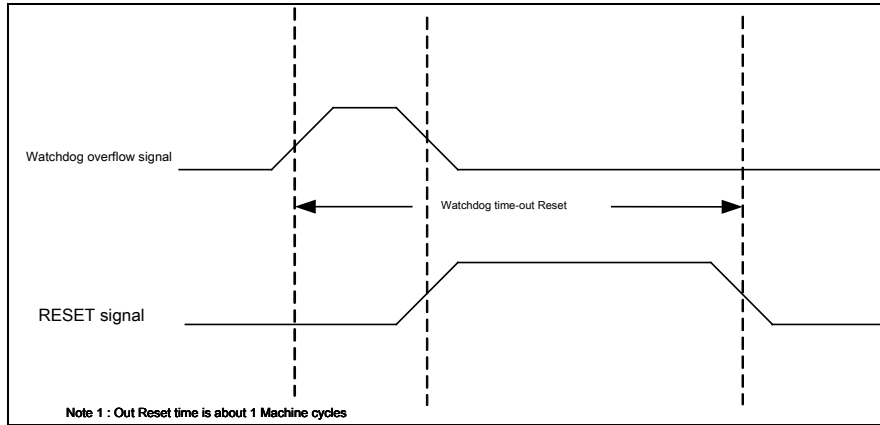 Watchdog overflow signal
Watchdog time-out Reset
RESET signal
Note 1 : Out Reset time is about 1 Machine cycles